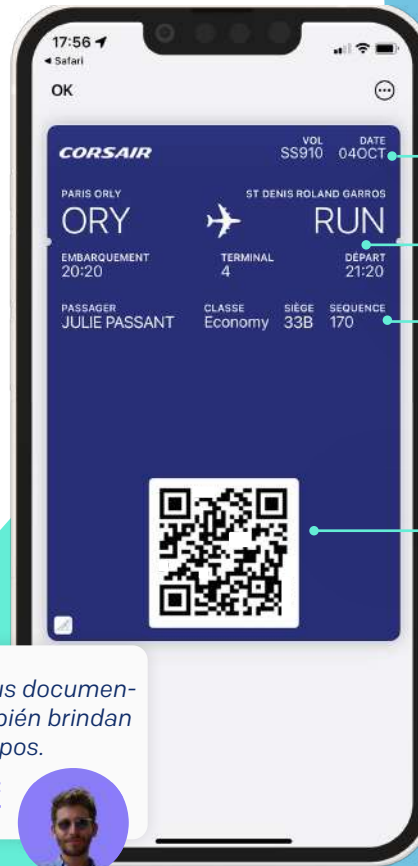 17:56
◀ Safari
OK
CORSAIR
VOL DATE
SS910 04OCT
PARIS ORLY ST DENIS ROLAND GARROS
ORY RUN
EMBARQUEMENT TERMINAL DÉPART
20:20 4 21:20
PASSAGER CLASSE SIÈGE SEQUENCE
JULIE PASSANT Economy 33B 170
us documen-
bién brindan
pos.